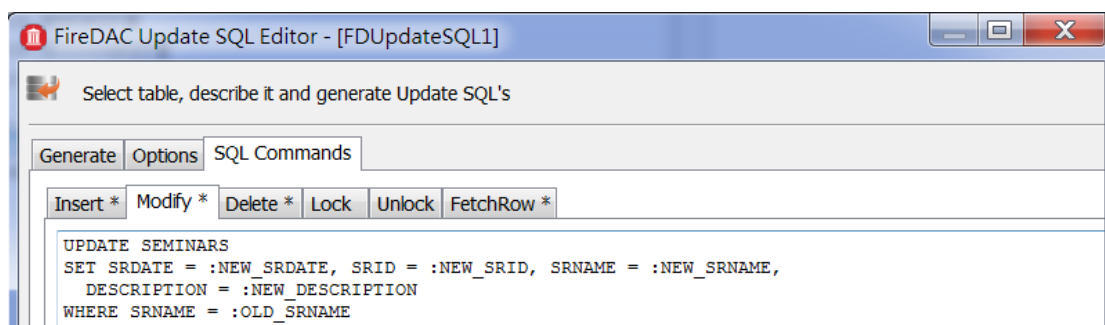 FireDAC Update SQL Editor - [FDUpdateSQL1]
Select table, describe it and generate Update SQL's
Generate Options SQL Commands
Insert * Modify * Delete * Lock Unlock FetchRow *
UPDATE SEMINARS
SET SRDATE = :NEW_SRDATE, SRID = :NEW_SRID, SRNAME = :NEW_SRNAME,
DESCRIPTION = :NEW_DESCRIPTION
WHERE SRNAME = :OLD_SRNAME